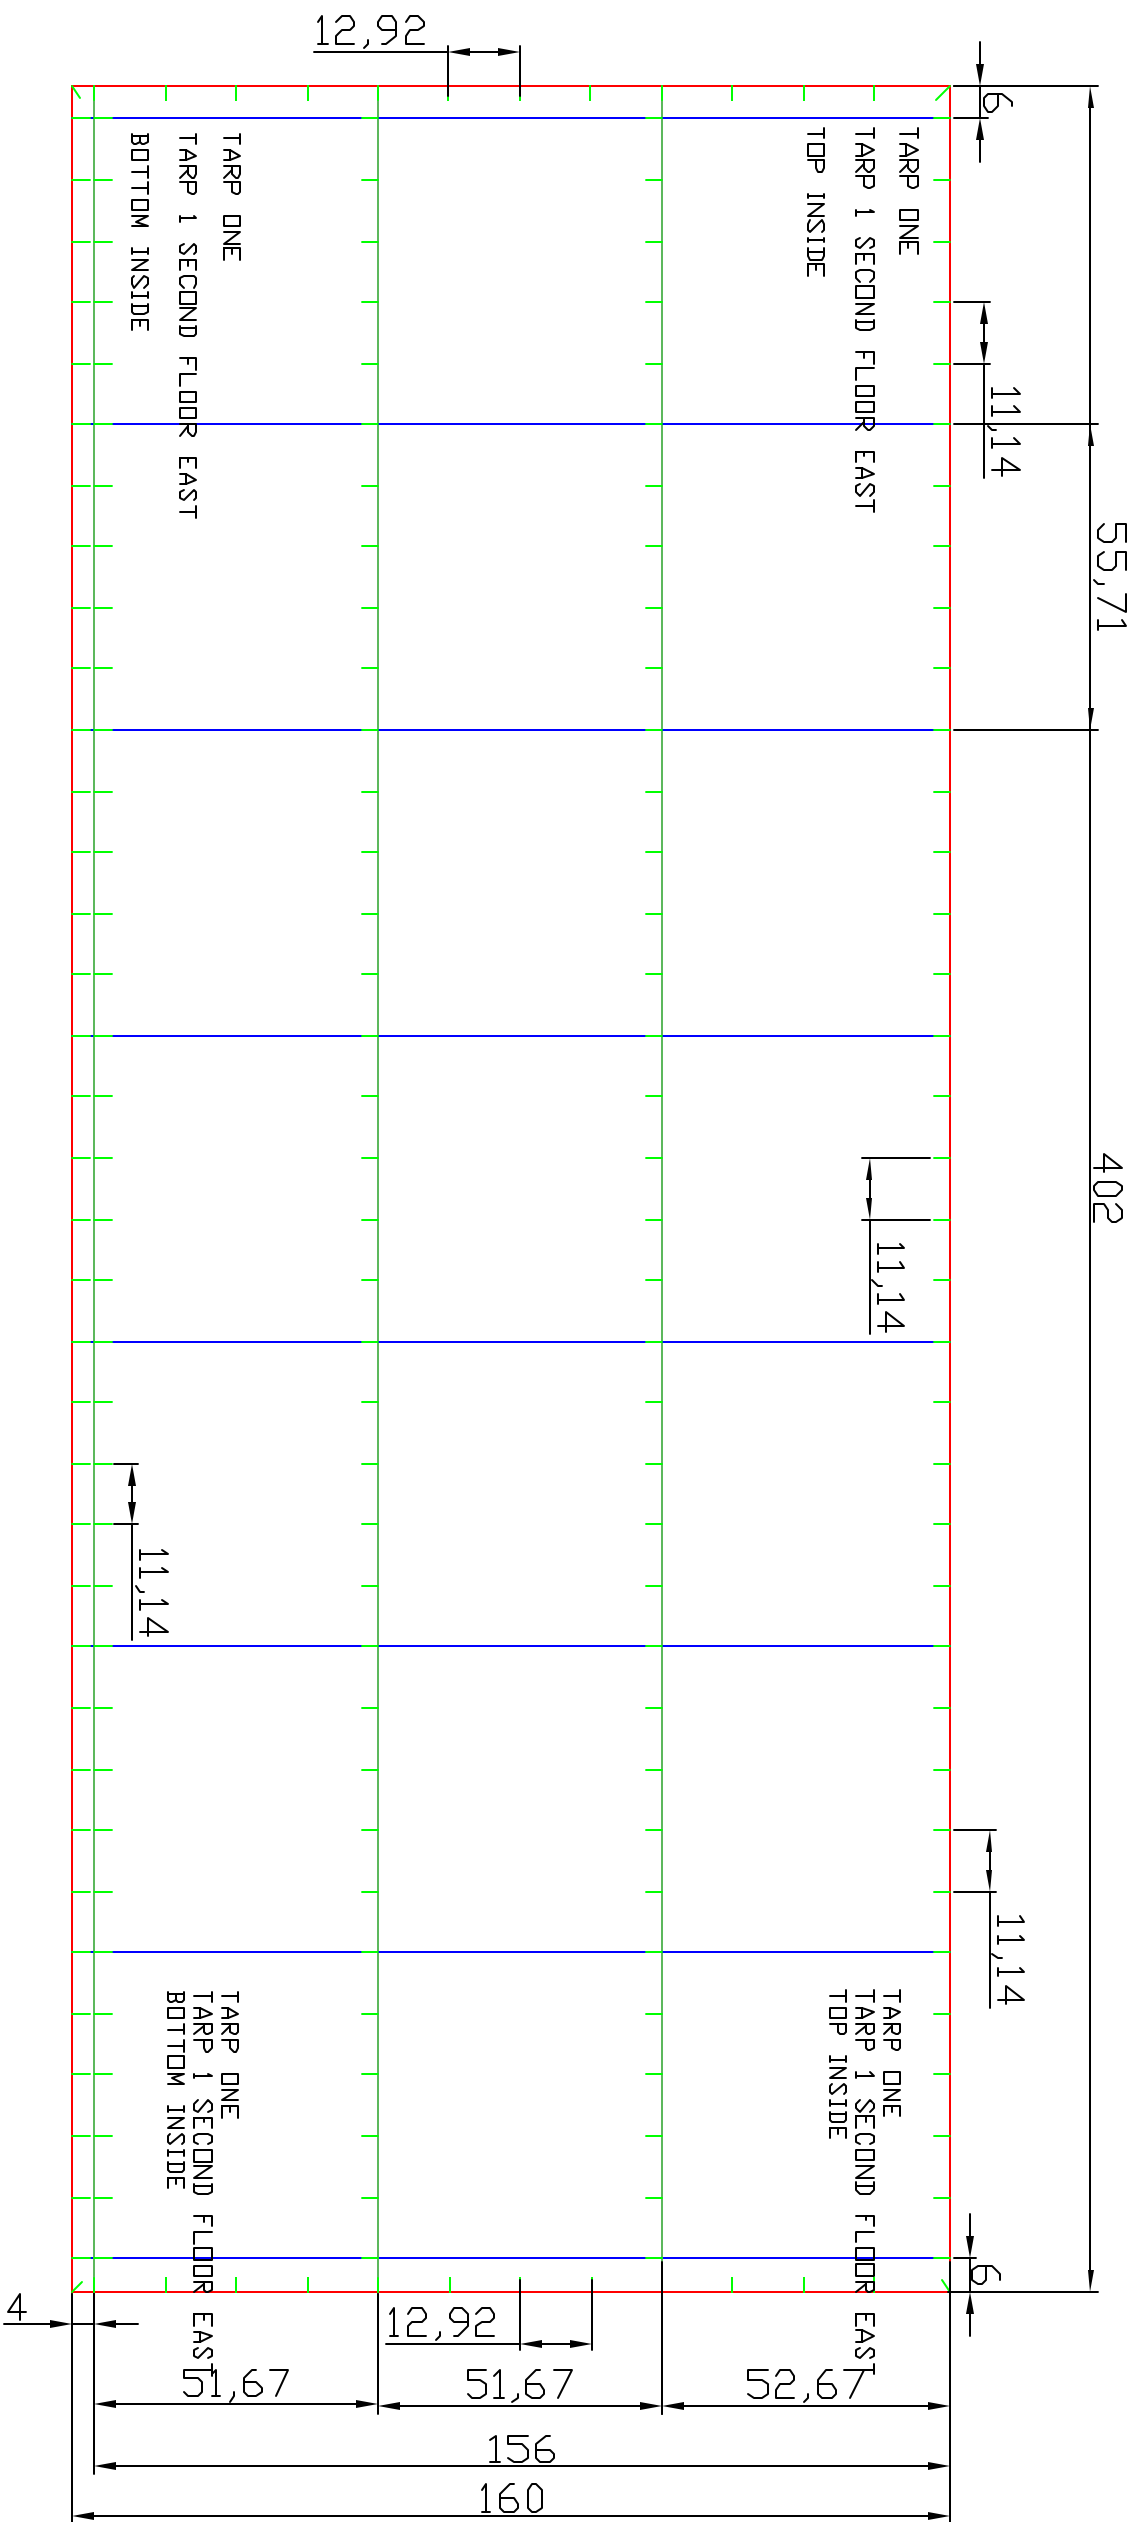 12,92
6
TARP ONE
TARP 1 SECOND FLOOR EAST
TOP INSIDE
TARP ONE
TARP 1 SECOND FLOOR EAST
BOTTOM INSIDE
11,14
55,71
402
11,14
11,14
11,14
TARP ONE
TARP 1 SECOND FLOOR EAST
TOP INSIDE
TARP ONE
TARP 1 SECOND FLOOR EAST
BOTTOM INSIDE
6
4
12,92
51,67
51,67
52,67
156
160